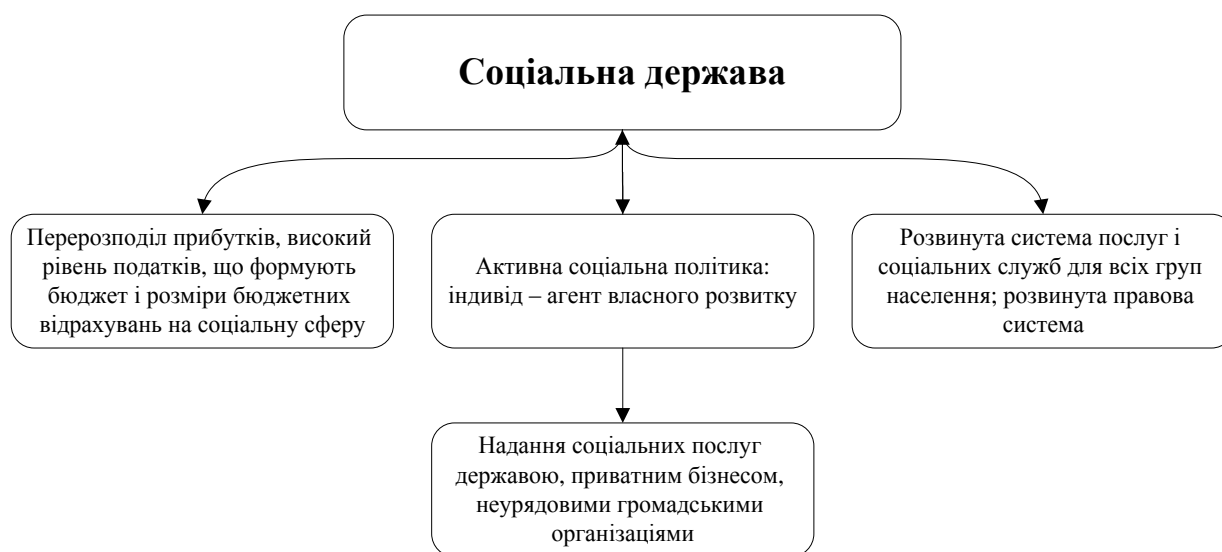 Соціальна держава
Перерозподіл прибутків, високий
рівень податків, що формують
бюджет і розміри бюджетних
відрахувань на соціальну сферу
Активна соціальна політика:
індивід – агент власного розвитку
Розвинута система послуг і
соціальних служб для всіх груп
населення; розвинута правова
система
Надання соціальних послуг
державою, приватним бізнесом,
неурядовими громадськими
організаціями